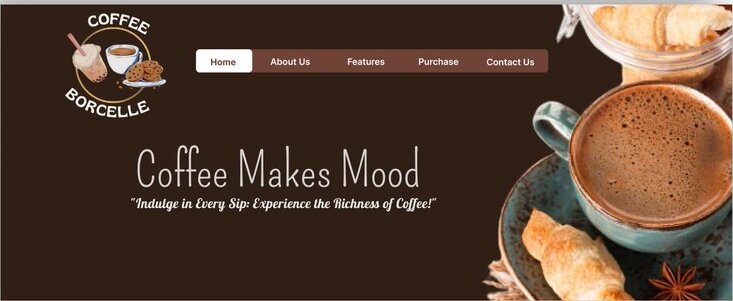 COFFEE
BORCELLE
Home About Us Features Purchase Contact Us
Coffee Makes Mood
"Indulge in Every Sip: Experience the Richness of Coffee!"